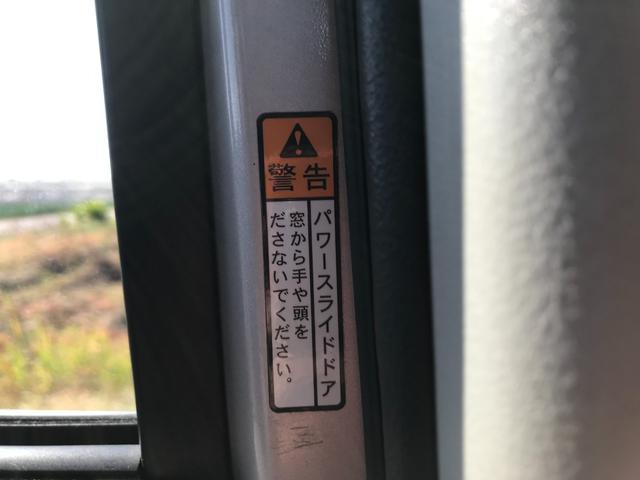 警告
パワースライドドア
窓から手や頭を
ださないでください。